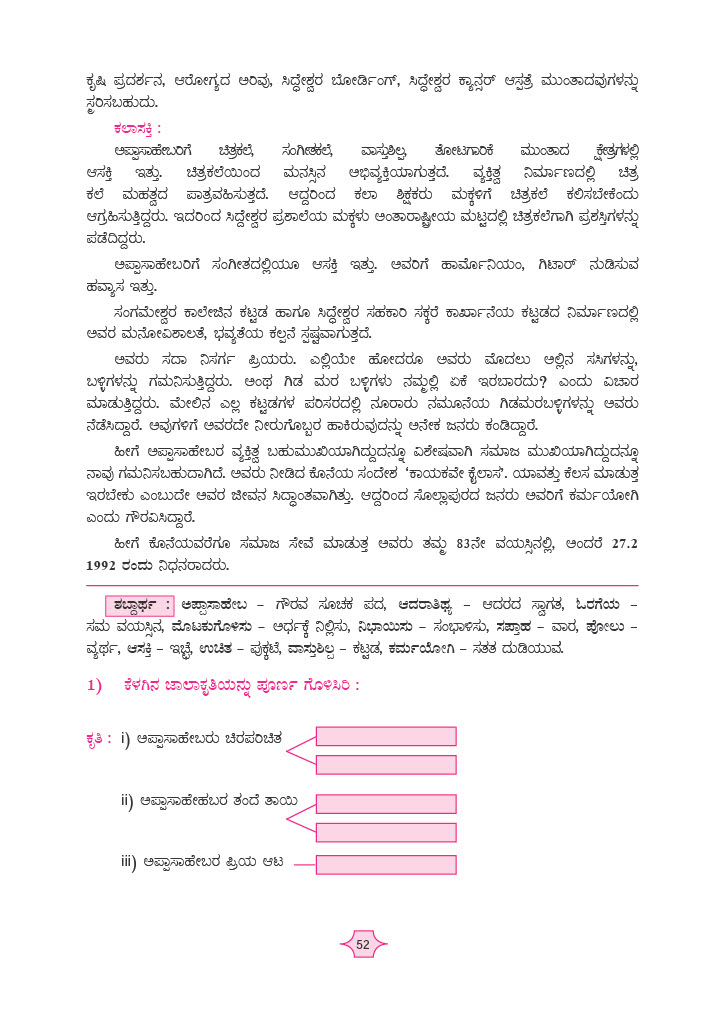 ಕೃಷಿ ಪ್ರದರ್ಶನ, ಆರೋಗ್ಯದ ಅರಿವು, ಸಿದ್ಧೇಶ್ವರ ಬೋರ್ಡಿಂಗ್, ಸಿದ್ಧೇಶ್ವರ ಕ್ಯಾನ್ಸರ್ ಆಸ್ಪತ್ರೆ ಮುಂತಾದವುಗಳನ್ನು
ಸ್ಮರಿಸಬಹುದು.
ಕಲಾಸಕ್ತಿ :
ಅಪ್ಪಾಸಾಹೇಬರಿಗೆ ಚಿತ್ರಕಲೆ, ಸಂಗೀತಕಲೆ, ವಾಸ್ತುಶಿಲ್ಪ, ತೋಟಗಾರಿಕೆ ಮುಂತಾದ ಕ್ಷೇತ್ರಗಳಲ್ಲಿ
ಆಸಕ್ತಿ ಇತ್ತು. ಚಿತ್ರಕಲೆಯಿಂದ ಮನಸ್ಸಿನ ಅಭಿವ್ಯಕ್ತಿಯಾಗುತ್ತದೆ. ವ್ಯಕ್ತಿತ್ವ ನಿರ್ಮಾಣದಲ್ಲಿ ಚಿತ್ರ
ಕಲೆ ಮಹತ್ವದ ಪಾತ್ರವಹಿಸುತ್ತದೆ. ಆದ್ದರಿಂದ ಕಲಾ ಶಿಕ್ಷಕರು ಮಕ್ಕಳಿಗೆ ಚಿತ್ರಕಲೆ ಕಲಿಸಬೇಕೆಂದು
ಆಗ್ರಹಿಸುತ್ತಿದ್ದರು. ಇದರಿಂದ ಸಿದ್ದೇಶ್ವರ ಪ್ರಶಾಲೆಯ ಮಕ್ಕಳು ಅಂತಾರಾಷ್ಟ್ರೀಯ ಮಟ್ಟದಲ್ಲಿ ಚಿತ್ರಕಲೆಗಾಗಿ ಪ್ರಶಸ್ತಿಗಳನ್ನು
ಪಡೆದಿದ್ದರು.
ಅಪ್ಪಾಸಾಹೇಬರಿಗೆ ಸಂಗೀತದಲ್ಲಿಯೂ ಆಸಕ್ತಿ ಇತ್ತು. ಅವರಿಗೆ ಹಾರ್ಮೊನಿಯಂ, ಗಿಟಾರ್ ನುಡಿಸುವ
ಹವ್ಯಾಸ ಇತ್ತು.
ಸಂಗಮೇಶ್ವರ ಕಾಲೇಜಿನ ಕಟ್ಟಡ ಹಾಗೂ ಸಿದ್ಧೇಶ್ವರ ಸಹಕಾರಿ ಸಕ್ಕರೆ ಕಾರ್ಖಾನೆಯ ಕಟ್ಟಡದ ನಿರ್ಮಾಣದಲ್ಲಿ
ಅವರ ಮನೋವಿಶಾಲತೆ, ಭವ್ಯತೆಯ ಕಲ್ಪನೆ ಸ್ಪಷ್ಟವಾಗುತ್ತದೆ.
ಅವರು ಸದಾ ನಿಸರ್ಗ ಪ್ರಿಯರು. ಎಲ್ಲಿಯೇ ಹೋದರೂ ಅವರು ಮೊದಲು ಅಲ್ಲಿನ ಸಸಿಗಳನ್ನು,
ಬಳ್ಳಿಗಳನ್ನು ಗಮನಿಸುತ್ತಿದ್ದರು. ಅಂಥ ಗಿಡ ಮರ ಬಳ್ಳಿಗಳು ನಮ್ಮಲ್ಲಿ ಏಕೆ ಇರಬಾರದು? ಎಂದು ವಿಚಾರ
ಮಾಡುತ್ತಿದ್ದರು. ಮೇಲಿನ ಎಲ್ಲ ಕಟ್ಟಡಗಳ ಪರಿಸರದಲ್ಲಿ ನೂರಾರು ನಮೂನೆಯ ಗಿಡಮರಬಳ್ಳಿಗಳನ್ನು ಅವರು
ನೆಡೆಸಿದ್ದಾರೆ. ಅವುಗಳಿಗೆ ಅವರದೇ ನೀರುಗೊಬ್ಬರ ಹಾಕಿರುವುದನ್ನು ಅನೇಕ ಜನರು ಕಂಡಿದ್ದಾರೆ.
ಹೀಗೆ ಅಪ್ಪಾಸಾಹೇಬರ ವ್ಯಕ್ತಿತ್ವ ಬಹುಮುಖಿಯಾಗಿದ್ದುದನ್ನೂ ವಿಶೇಷವಾಗಿ ಸಮಾಜ ಮುಖಿಯಾಗಿದ್ದುದನ್ನೂ
ನಾವು ಗಮನಿಸಬಹುದಾಗಿದೆ. ಅವರು ನೀಡಿದ ಕೊನೆಯ ಸಂದೇಶ ‘ಕಾಯಕವೇ ಕೈಲಾಸ’. ಯಾವತ್ತು ಕೆಲಸ ಮಾಡುತ್ತ
ಇರಬೇಕು ಎಂಬುದೇ ಅವರ ಜೀವನ ಸಿದ್ಧಾಂತವಾಗಿತ್ತು. ಆದ್ದರಿಂದ ಸೊಲ್ಲಾಪುರದ ಜನರು ಅವರಿಗೆ ಕರ್ಮಯೋಗಿ
ಎಂದು ಗೌರವಿಸಿದ್ದಾರೆ.
ಹೀಗೆ ಕೊನೆಯವರೆಗೂ ಸಮಾಜ ಸೇವೆ ಮಾಡುತ್ತ ಅವರು ತಮ್ಮ 83ನೇ ವಯಸ್ಸಿನಲ್ಲಿ, ಅಂದರೆ 27.2
1992 ರಂದು ನಿಧನರಾದರು.
ಶಬ್ದಾರ್ಥ : ಅಪ್ಪಾಸಾಹೇಬ – ಗೌರವ ಸೂಚಕ ಪದ, ಆದರಾತಿಥ್ಯ – ಆದರದ ಸ್ವಾಗತ, ಓರಗೆಯ –
ಸಮ ವಯಸ್ಸಿನ, ಮೊಟಕುಗೊಳಿಸು – ಅರ್ಧಕ್ಕೆ ನಿಲ್ಲಿಸು, ನಿಭಾಯಿಸು – ಸಂಭಾಳಿಸು, ಸಪ್ತಾಹ – ವಾರ, ಪೋಲು –
ವ್ಯರ್ಥ, ಆಸಕ್ತಿ – ಇಚ್ಛೆ, ಉಚಿತ – ಪುಕ್ಕಟೆ, ವಾಸ್ತುಶಿಲ್ಪ – ಕಟ್ಟಡ, ಕರ್ಮಯೋಗಿ – ಸತತ ದುಡಿಯುವ.
1) ಕೆಳಗಿನ ಜಾಲಾಕೃತಿಯನ್ನು ಪೂರ್ಣ ಗೊಳಿಸಿರಿ :
ಕೃತಿ : i) ಅಪ್ಪಾಸಾಹೇಬರು ಚಿರಪರಿಚಿತ
ii) ಅಪ್ಪಾಸಾಹೇಹಬರ ತಂದೆ ತಾಯಿ
iii) ಅಪ್ಪಾಸಾಹೇಬರ ಪ್ರಿಯ ಆಟ
52